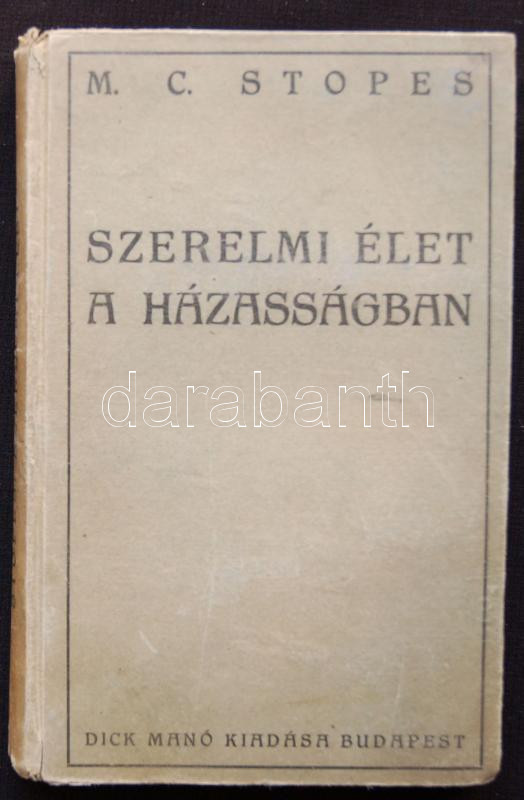 M. C. STOPES
SZERELMI ÉLET
A HÁZASSÁGBAN
darabanth
DICK MANÓ KIADÁSA BUDAPEST